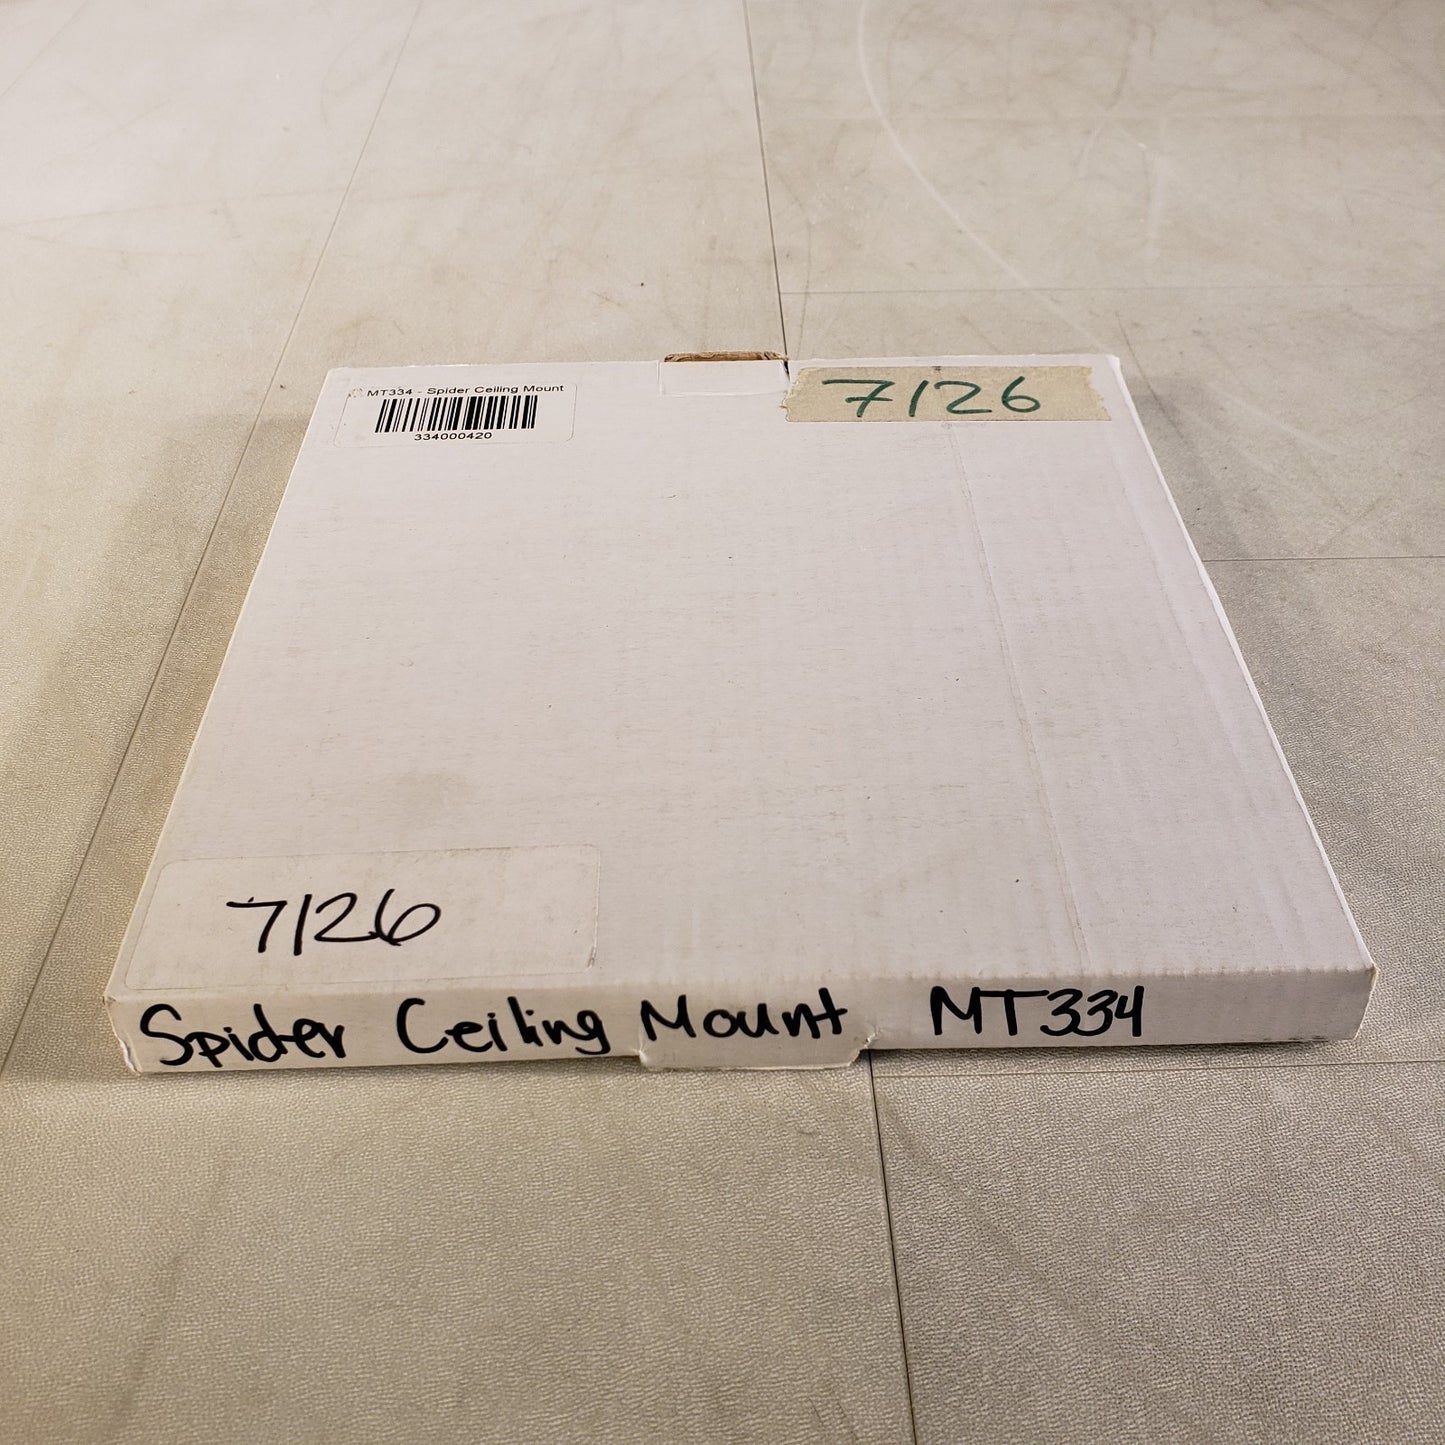 MT334 - Spider Ceiling Mount
334000420
7126
7126
Spider Ceiling Mount MT334